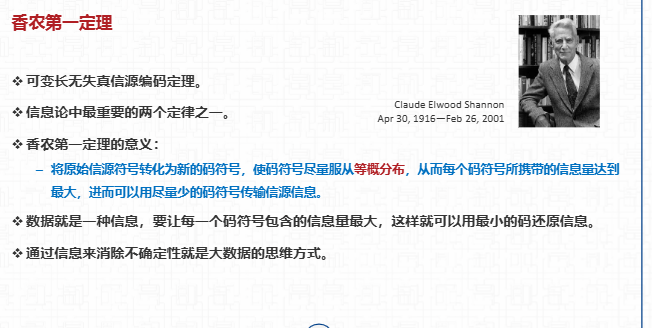 香农第一定理
❖ 可变长无失真信源编码定理。
❖ 信息论中最重要的两个定律之一。
Claude Elwood Shannon
Apr 30, 1916—Feb 26, 2001
❖ 香农第一定理的意义：
– 将原始信源符号转化为新的码符号，使码符号尽量服从等概分布，从而每个码符号所携带的信息量达到
最大，进而可以用尽量少的码符号传输信源信息。
❖ 数据就是一种信息，要让每一个码符号包含的信息量最大，这样就可以用最小的码还原信息。
❖ 通过信息来消除不确定性就是大数据的思维方式。